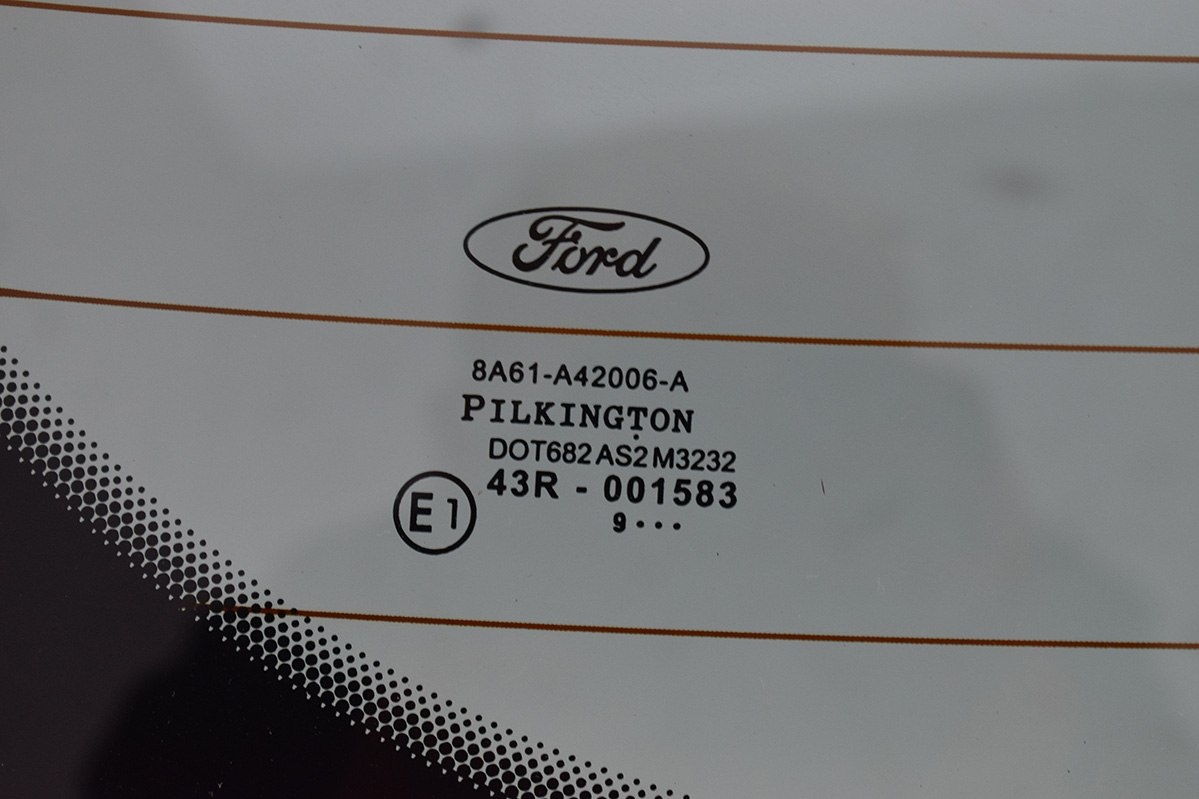 Ford
8A61-A42006-A
PILKINGTON
DOT682 AS2 M3232
E1
43R - 001583
9 • • •